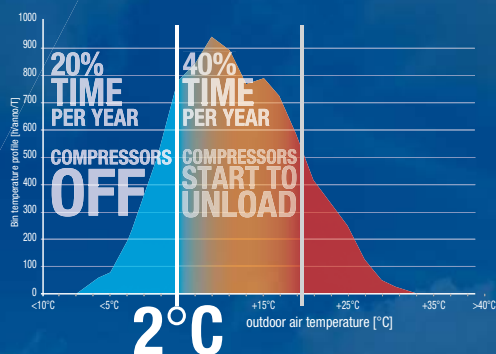 1000
900
800
700
600
500
400
300
200
100
0
Bin temperature profile [h/anno/T]
20%
TIME
PER YEAR
COMPRESSORS
OFF
40%
TIME
PER YEAR
COMPRESSORS
START TO
UNLOAD
<10°C
<5°C
2°C
+15°C
+25°C
+35°C
>40°C
outdoor air temperature [°C]